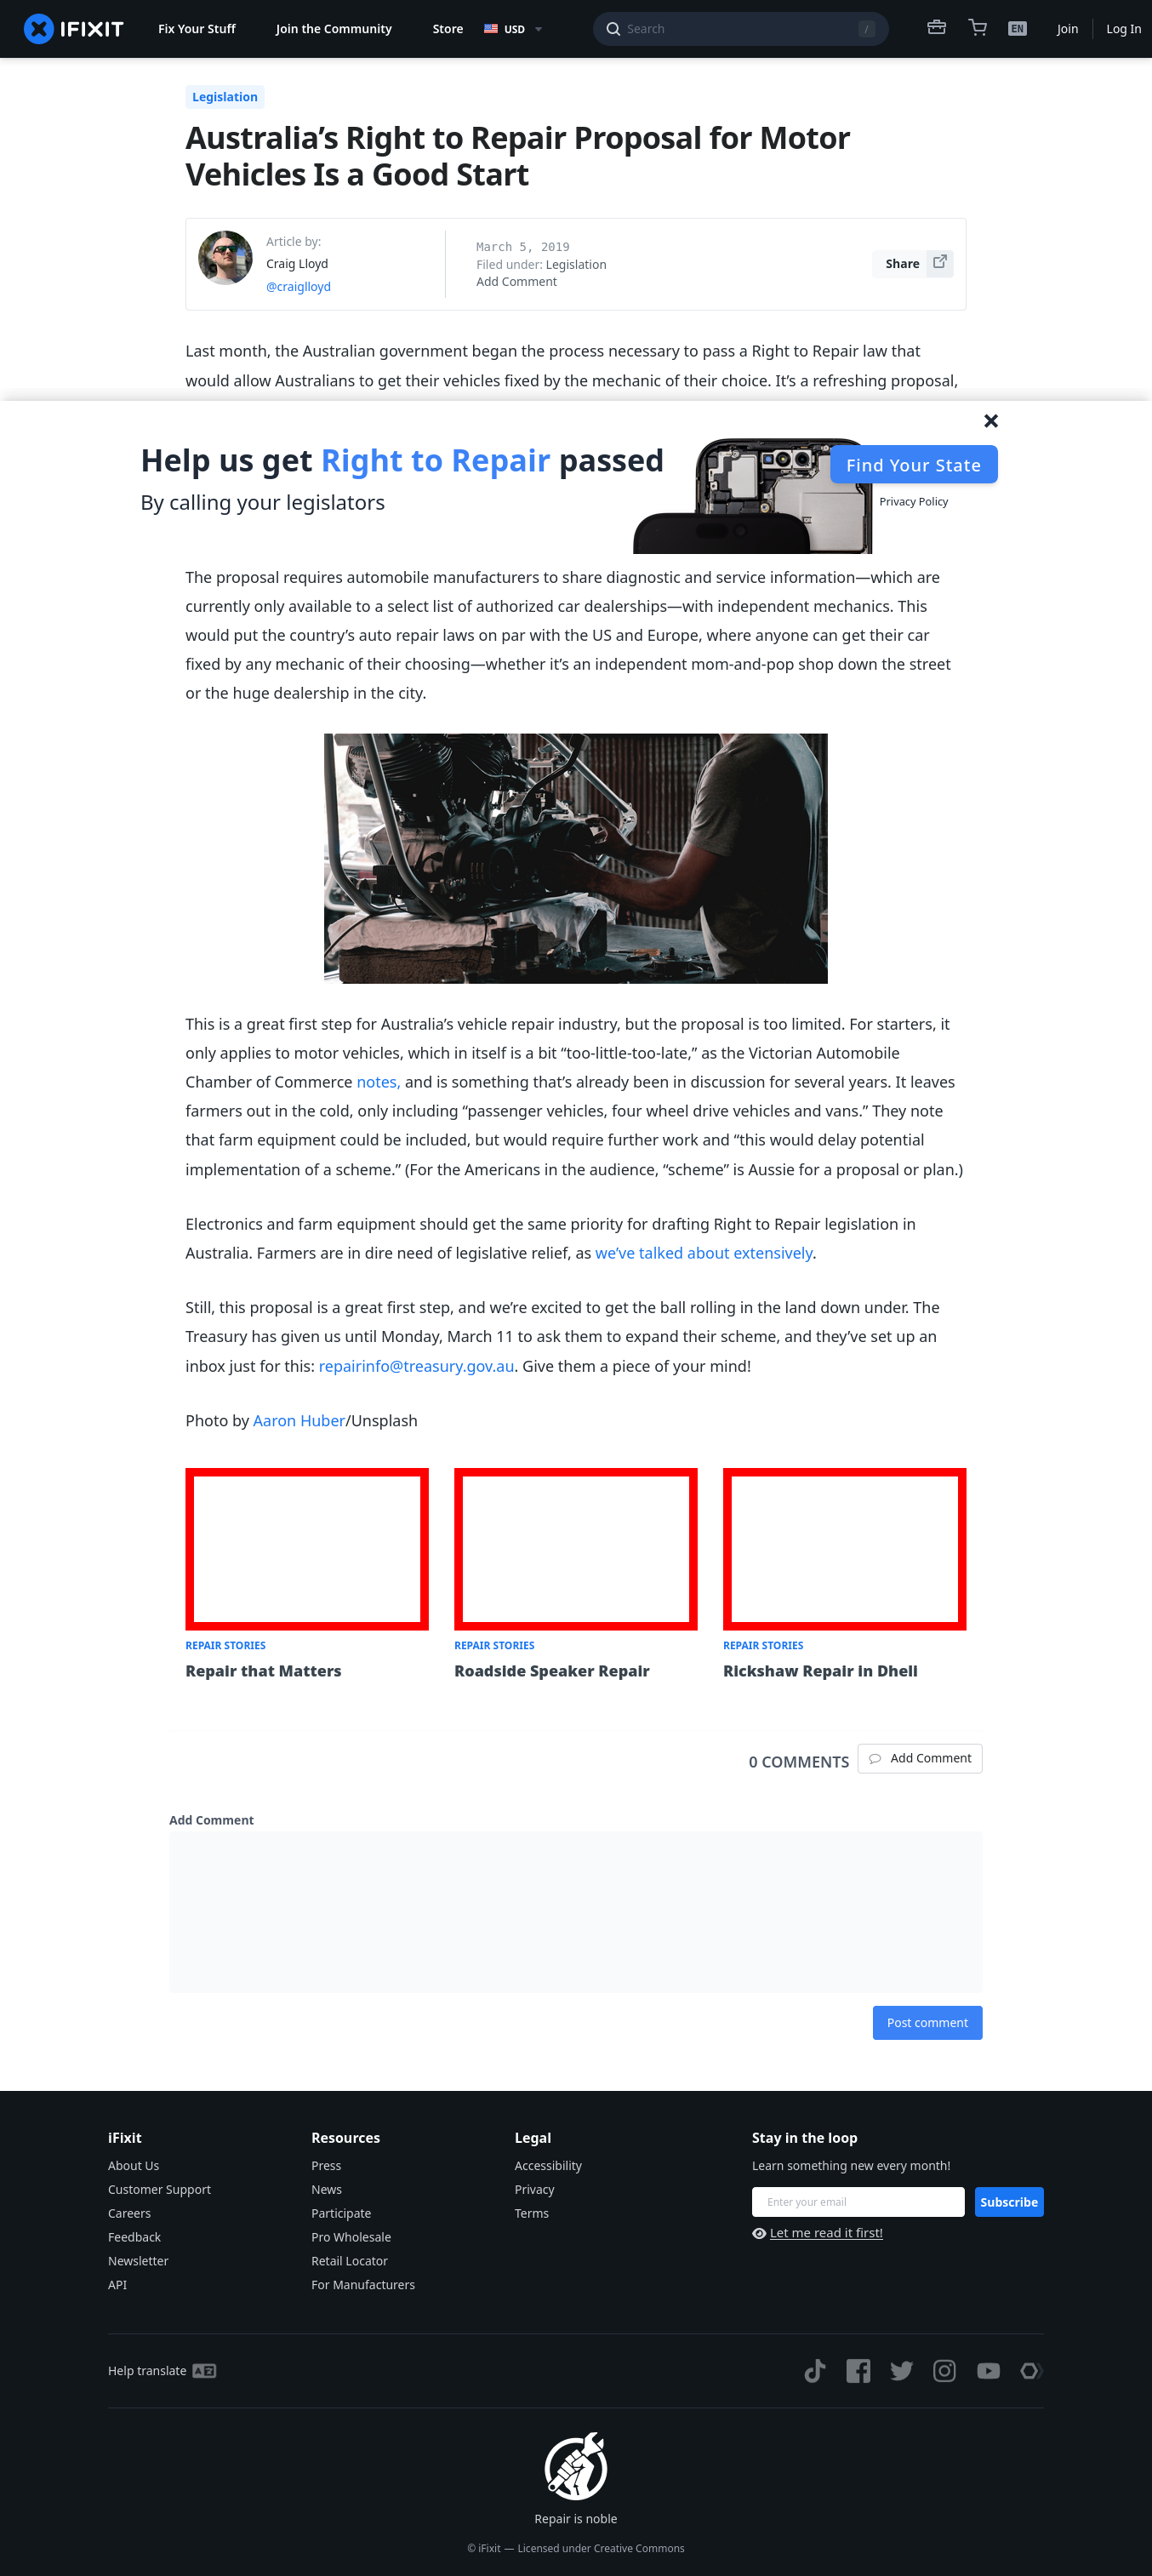 IFIXIT
Fix Your Stuff
Join the Community
Store
USD
Search
/
EN
Join
Log In
Legislation
Australia’s Right to Repair Proposal for Motor
Vehicles Is a Good Start
Article by:
Craig Lloyd
@craiglloyd
March 5, 2019
Filed under: Legislation
Add Comment
Share
Last month, the Australian government began the process necessary to pass a Right to Repair law that
would allow Australians to get their vehicles fixed by the mechanic of their choice. It’s a refreshing proposal,
Help us get Right to Repair passed
By calling your legislators
Find Your State
Privacy Policy
The proposal requires automobile manufacturers to share diagnostic and service information—which are
currently only available to a select list of authorized car dealerships—with independent mechanics. This
would put the country’s auto repair laws on par with the US and Europe, where anyone can get their car
fixed by any mechanic of their choosing—whether it’s an independent mom-and-pop shop down the street
or the huge dealership in the city.
This is a great first step for Australia’s vehicle repair industry, but the proposal is too limited. For starters, it
only applies to motor vehicles, which in itself is a bit “too-little-too-late,” as the Victorian Automobile
Chamber of Commerce notes, and is something that’s already been in discussion for several years. It leaves
farmers out in the cold, only including “passenger vehicles, four wheel drive vehicles and vans.” They note
that farm equipment could be included, but would require further work and “this would delay potential
implementation of a scheme.” (For the Americans in the audience, “scheme” is Aussie for a proposal or plan.)
Electronics and farm equipment should get the same priority for drafting Right to Repair legislation in
Australia. Farmers are in dire need of legislative relief, as we’ve talked about extensively.
Still, this proposal is a great first step, and we’re excited to get the ball rolling in the land down under. The
Treasury has given us until Monday, March 11 to ask them to expand their scheme, and they’ve set up an
inbox just for this: repairinfo@treasury.gov.au. Give them a piece of your mind!
Photo by Aaron Huber/Unsplash
REPAIR STORIES
Repair that Matters
REPAIR STORIES
Roadside Speaker Repair
REPAIR STORIES
Rickshaw Repair in Dheli
0 COMMENTS
Add Comment
Add Comment
Post comment
iFixit
About Us
Customer Support
Careers
Feedback
Newsletter
API
Resources
Press
News
Participate
Pro Wholesale
Retail Locator
For Manufacturers
Legal
Accessibility
Privacy
Terms
Stay in the loop
Learn something new every month!
Enter your email
Subscribe
Let me read it first!
Help translate
Repair is noble
© iFixit — Licensed under Creative Commons